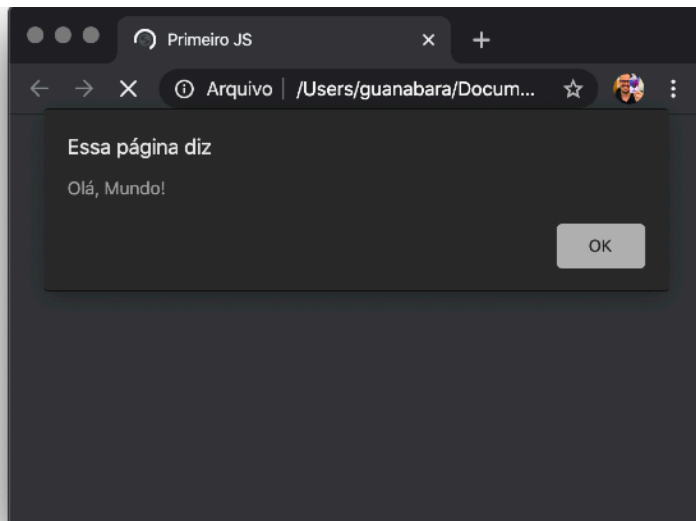 Primeiro JS
Arquivo | /Users/guanabara/Docum...
Essa página diz
Olá, Mundo!
OK